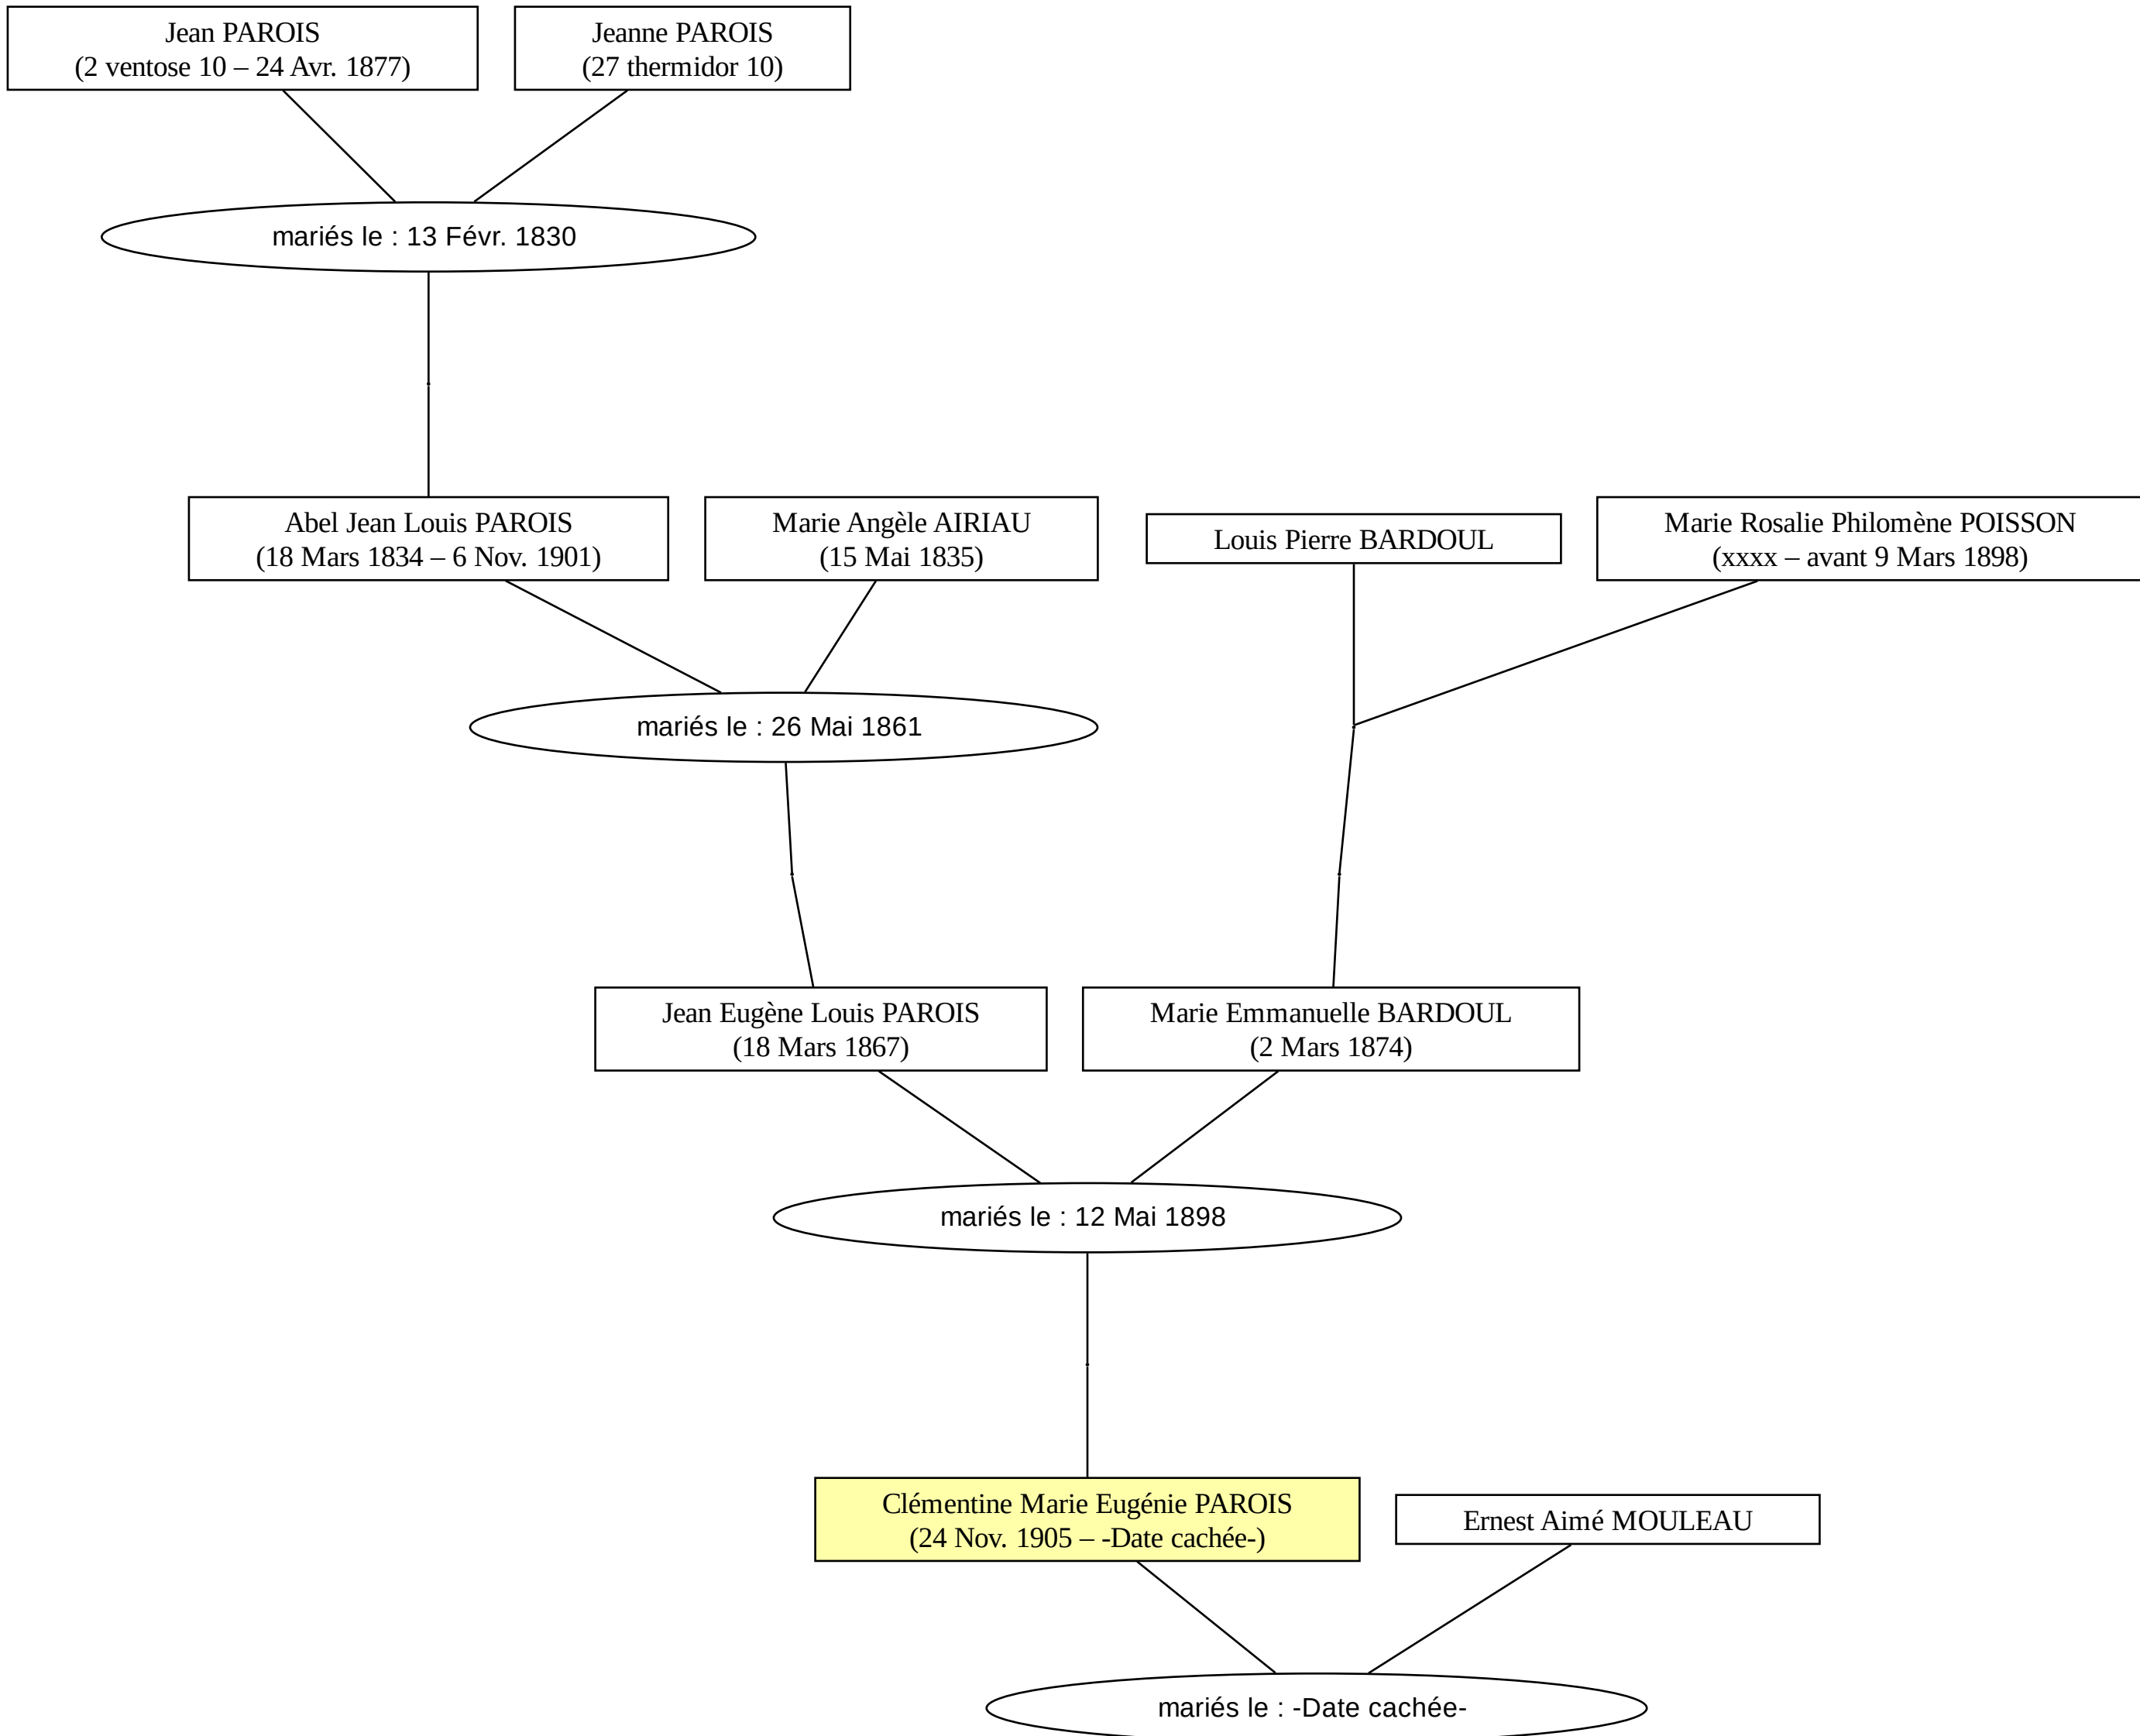 Jean PAROIS
(2 ventose 10 – 24 Avr. 1877)
Jeanne PAROIS
(27 thermidor 10)
mariés le : 13 Févr. 1830
Abel Jean Louis PAROIS
(18 Mars 1834 – 6 Nov. 1901)
Marie Angèle AIRIAU
(15 Mai 1835)
Louis Pierre BARDOUL
Marie Rosalie Philomène POISSON
(xxxx – avant 9 Mars 1898)
mariés le : 26 Mai 1861
Jean Eugène Louis PAROIS
(18 Mars 1867)
Marie Emmanuelle BARDOUL
(2 Mars 1874)
mariés le : 12 Mai 1898
Clémentine Marie Eugénie PAROIS
(24 Nov. 1905 – -Date cachée-)
Ernest Aimé MOULEAU
mariés le : -Date cachée-